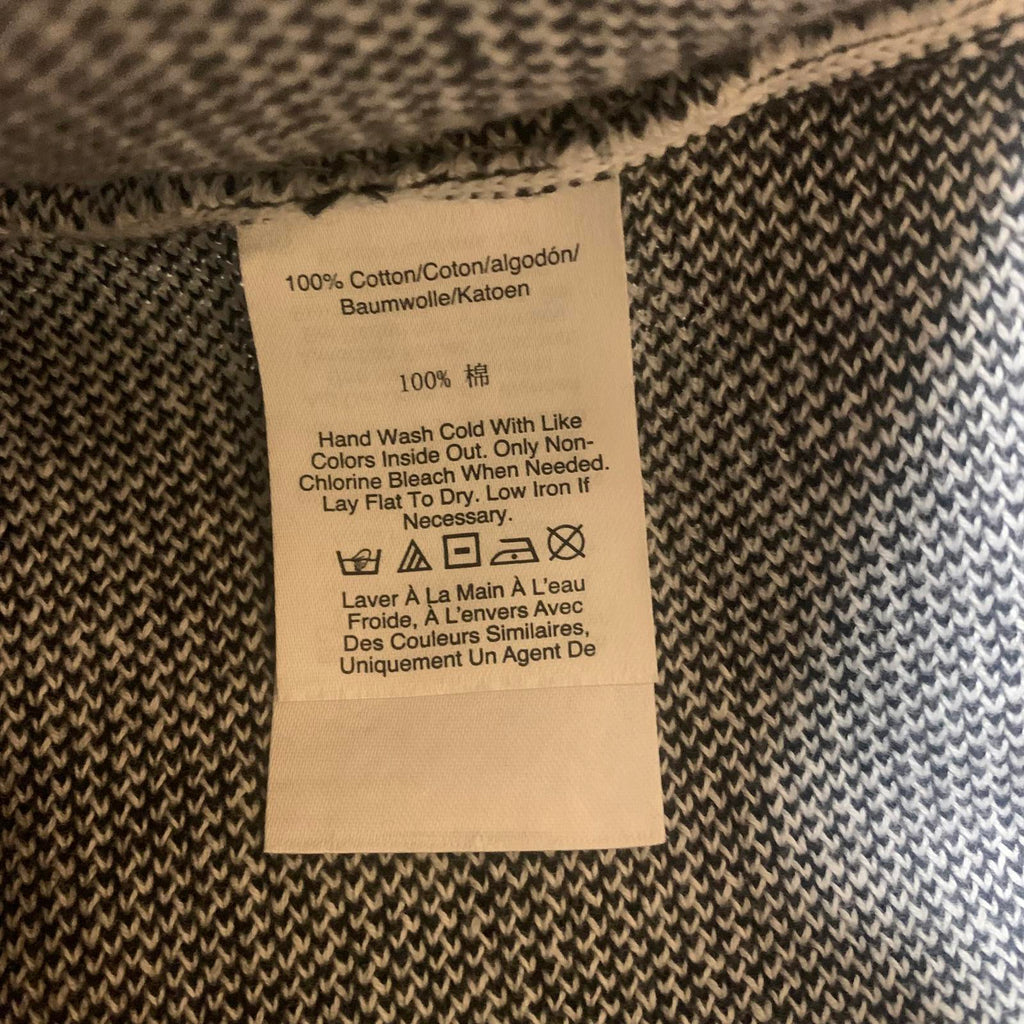 100% Cotton/Coton/algodón/
Baumwolle/Katoen
100% 棉
Hand Wash Cold With Like
Colors Inside Out. Only Non-
Chlorine Bleach When Needed.
Lay Flat To Dry. Low Iron If
Necessary.
Laver À La Main À L'eau
Froide, À L'envers Avec
Des Couleurs Similaires,
Uniquement Un Agent De